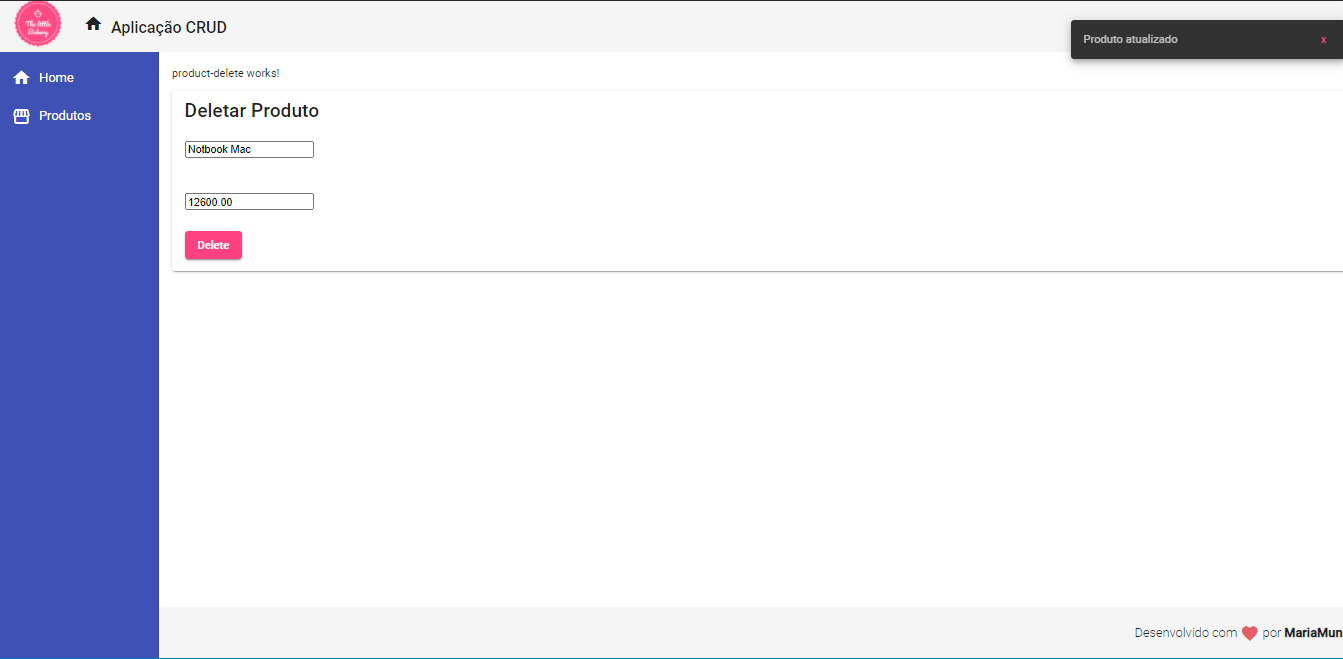 The little
Bakery
Aplicação CRUD
Produto atualizado x
Home
Produtos
product-delete works!
Deletar Produto
Notbook Mac
12600.00
Delete
Desenvolvido com por MariaMun